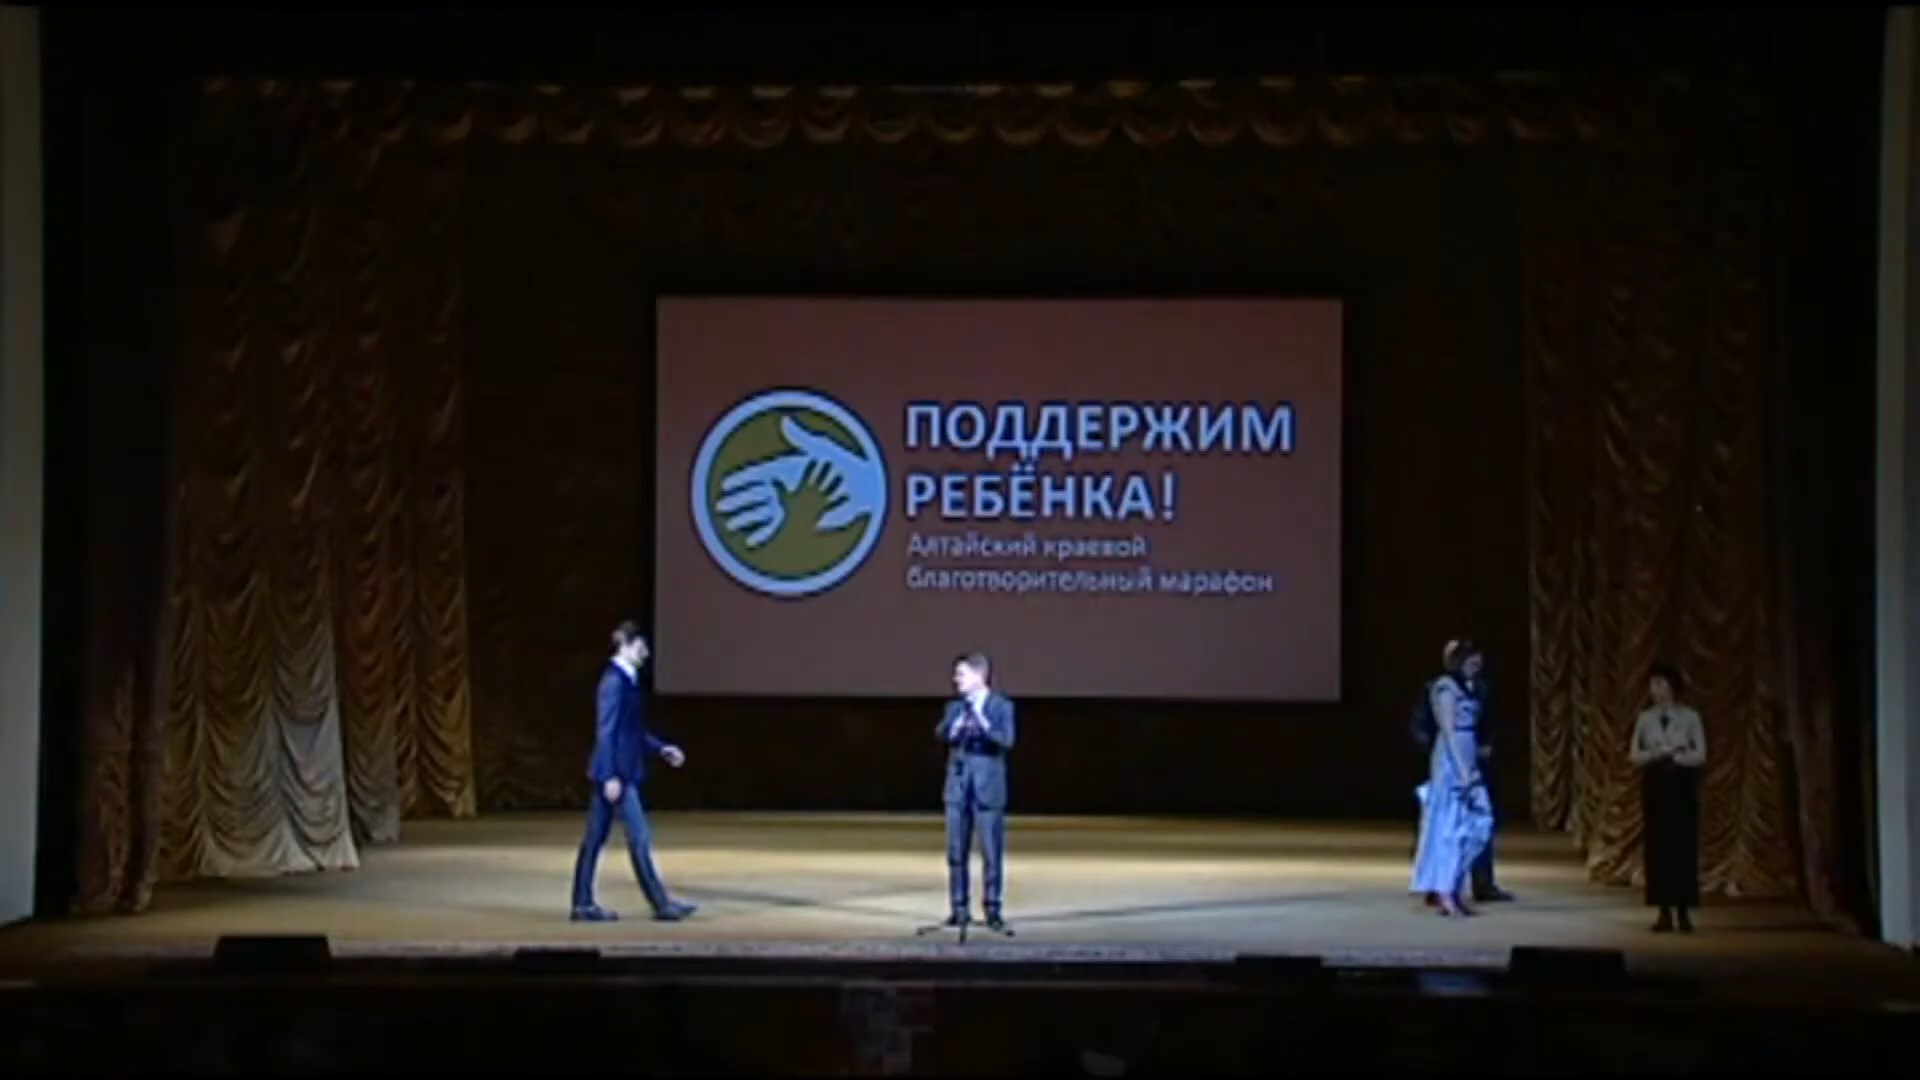 ПОДДЕРЖИМ
РЕБЁНКА!
Алтайский краевой
благотворительный марафон